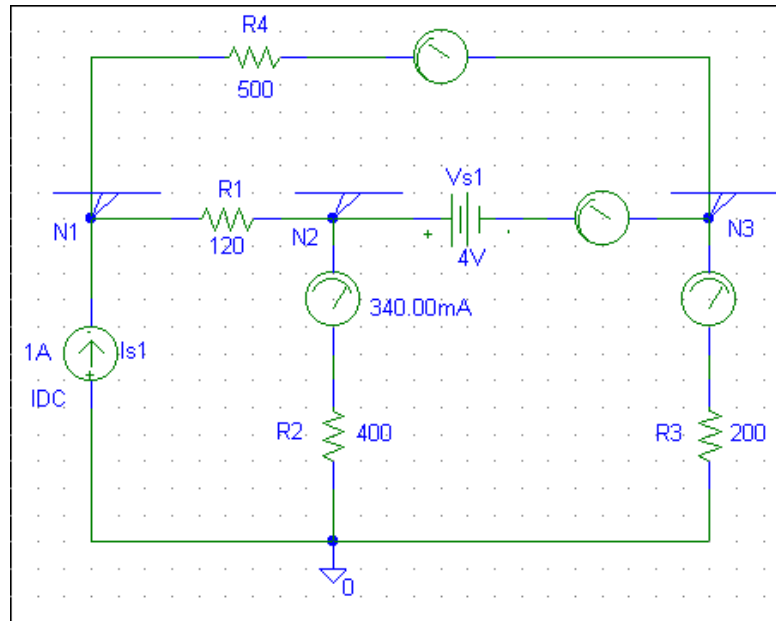 R4
500
Vs1
R1
N1
N2
N3
120
+ -
4V
340.00mA
1A
Is1
-
+
IDC
R2
400
R3
200
0